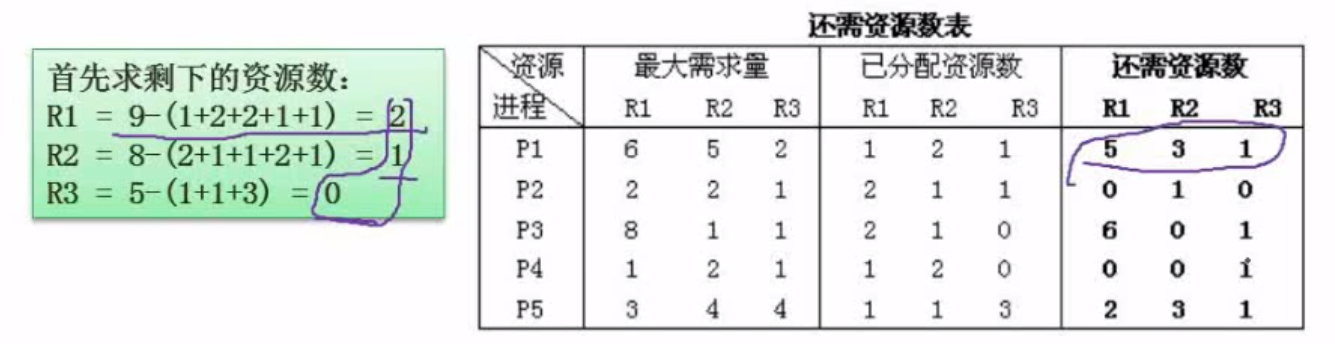 首先求剩下的资源数：
R1 = 9-(1+2+2+1+1) = 2
R2 = 8-(2+1+1+2+1) = 1
R3 = 5-(1+1+3) = 0
还需资源数表
资源 最大需求量 已分配资源数 还需资源数
进程 R1 R2 R3 R1 R2 R3 R1 R2 R3
P1 6 5 2 1 2 1 5 3 1
P2 2 2 1 2 1 1 0 1 0
P3 8 1 1 2 1 0 6 0 1
P4 1 2 1 1 2 0 0 0 1
P5 3 4 4 1 1 3 2 3 1